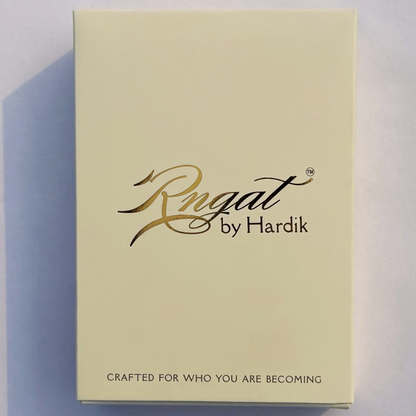 Rngat™
by Hardik
CRAFTED FOR WHO YOU ARE BECOMING